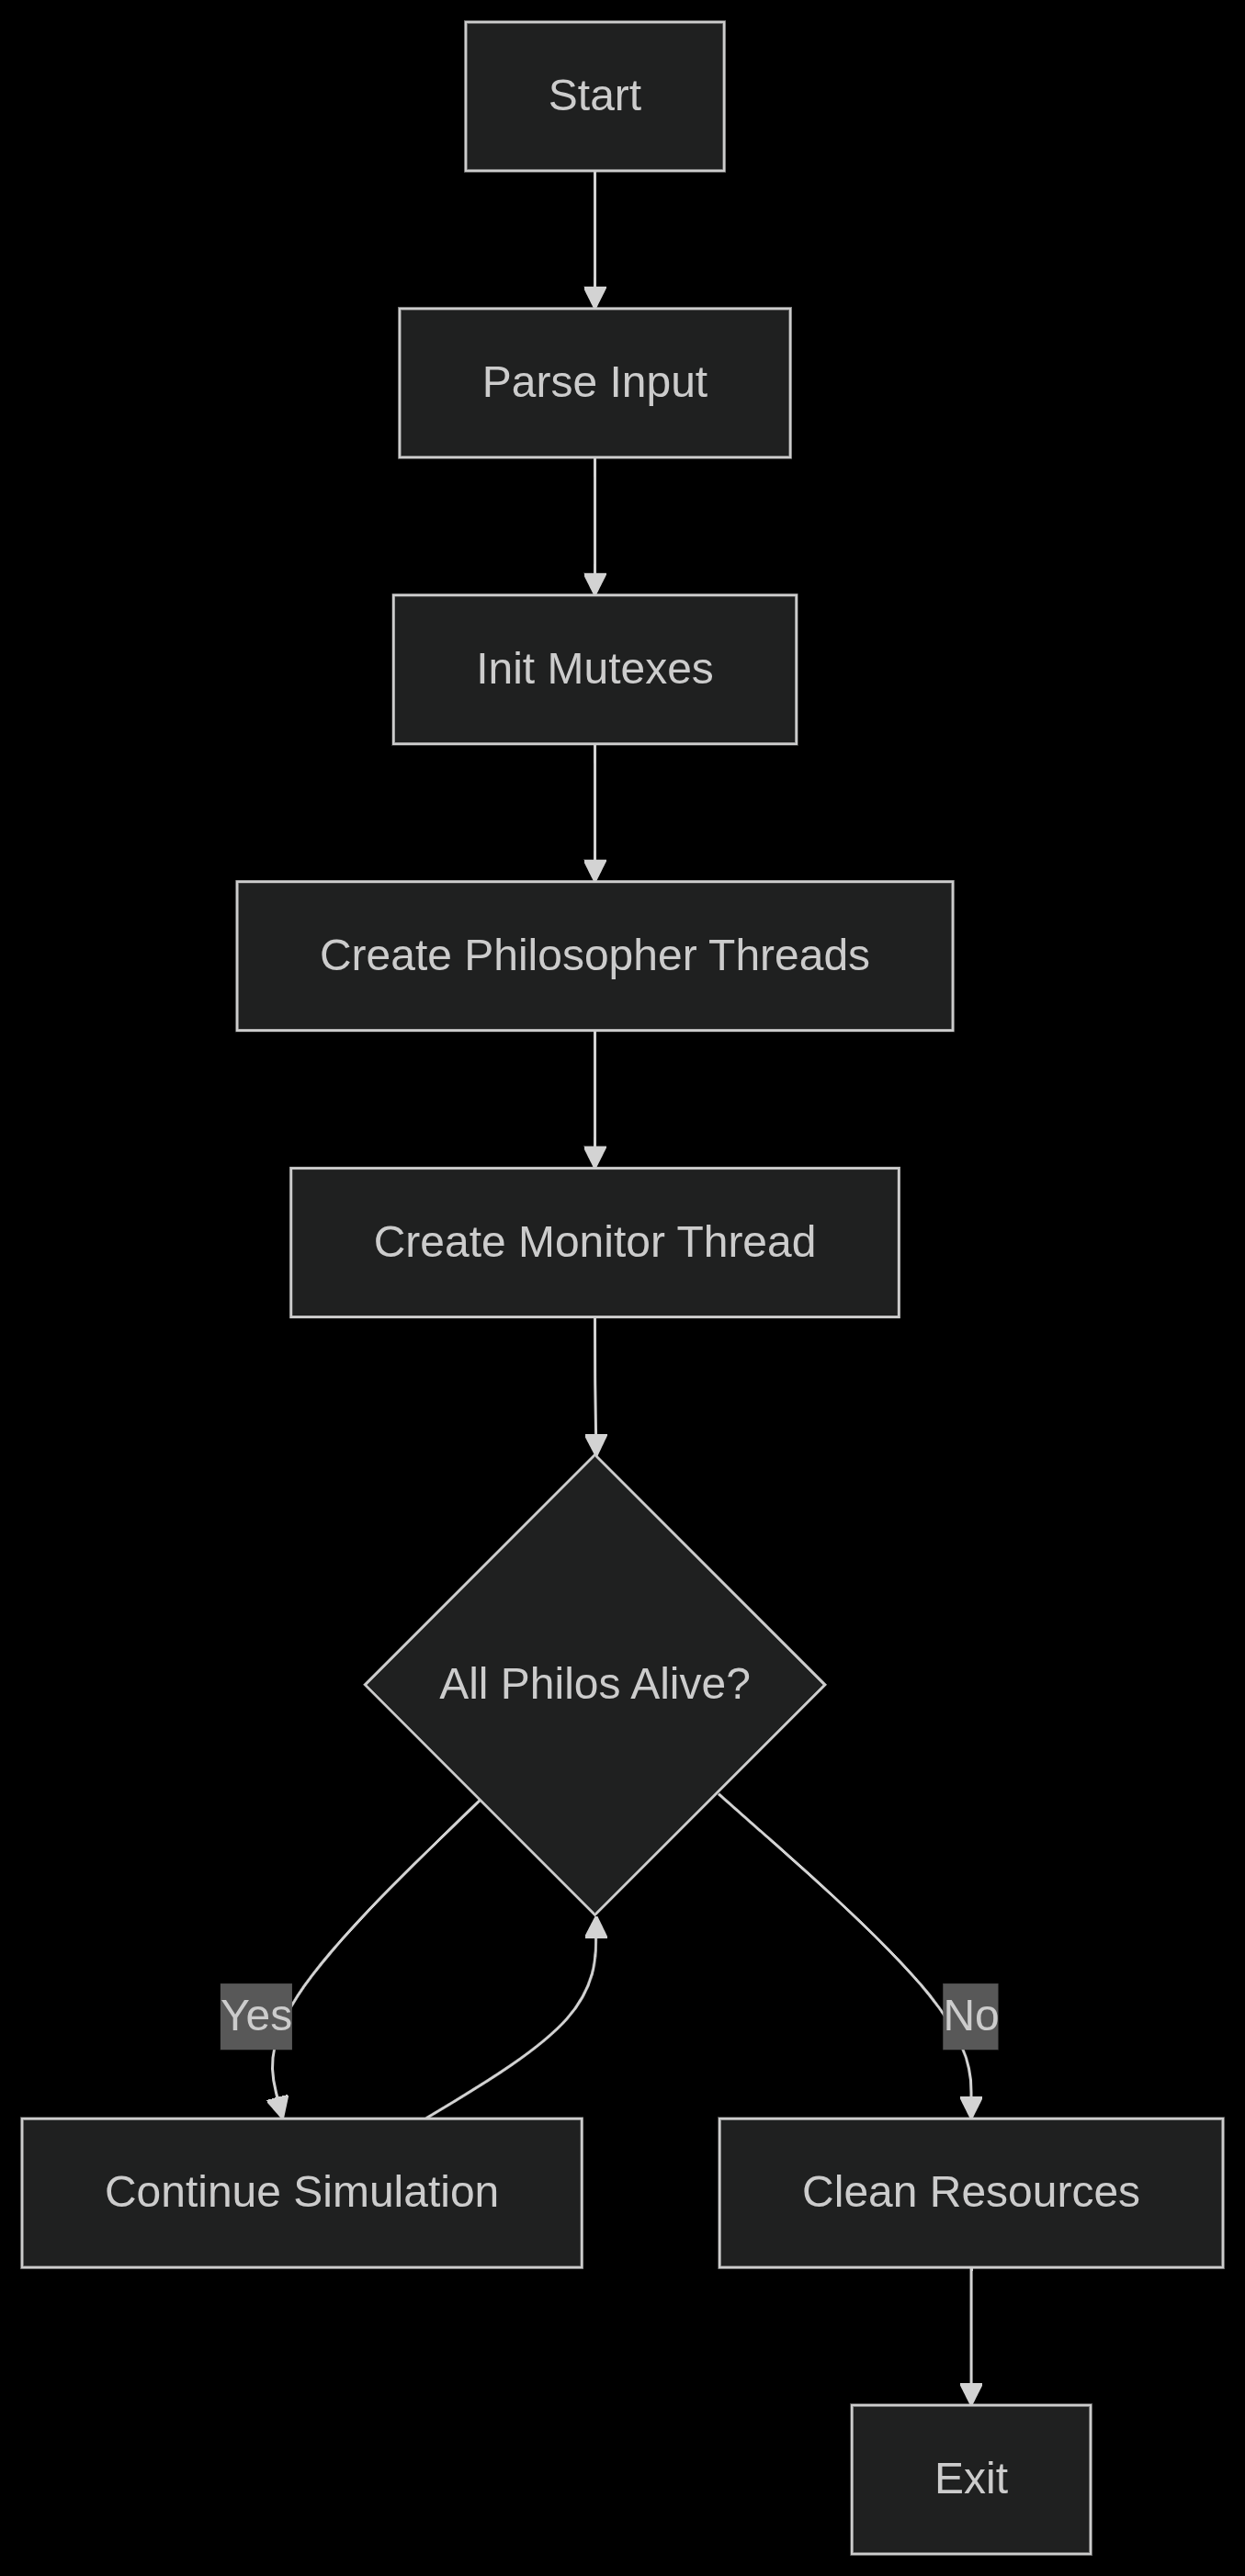 Start
Parse Input
Init Mutexes
Create Philosopher Threads
Create Monitor Thread
All Philos Alive?
Yes
No
Continue Simulation
Clean Resources
Exit